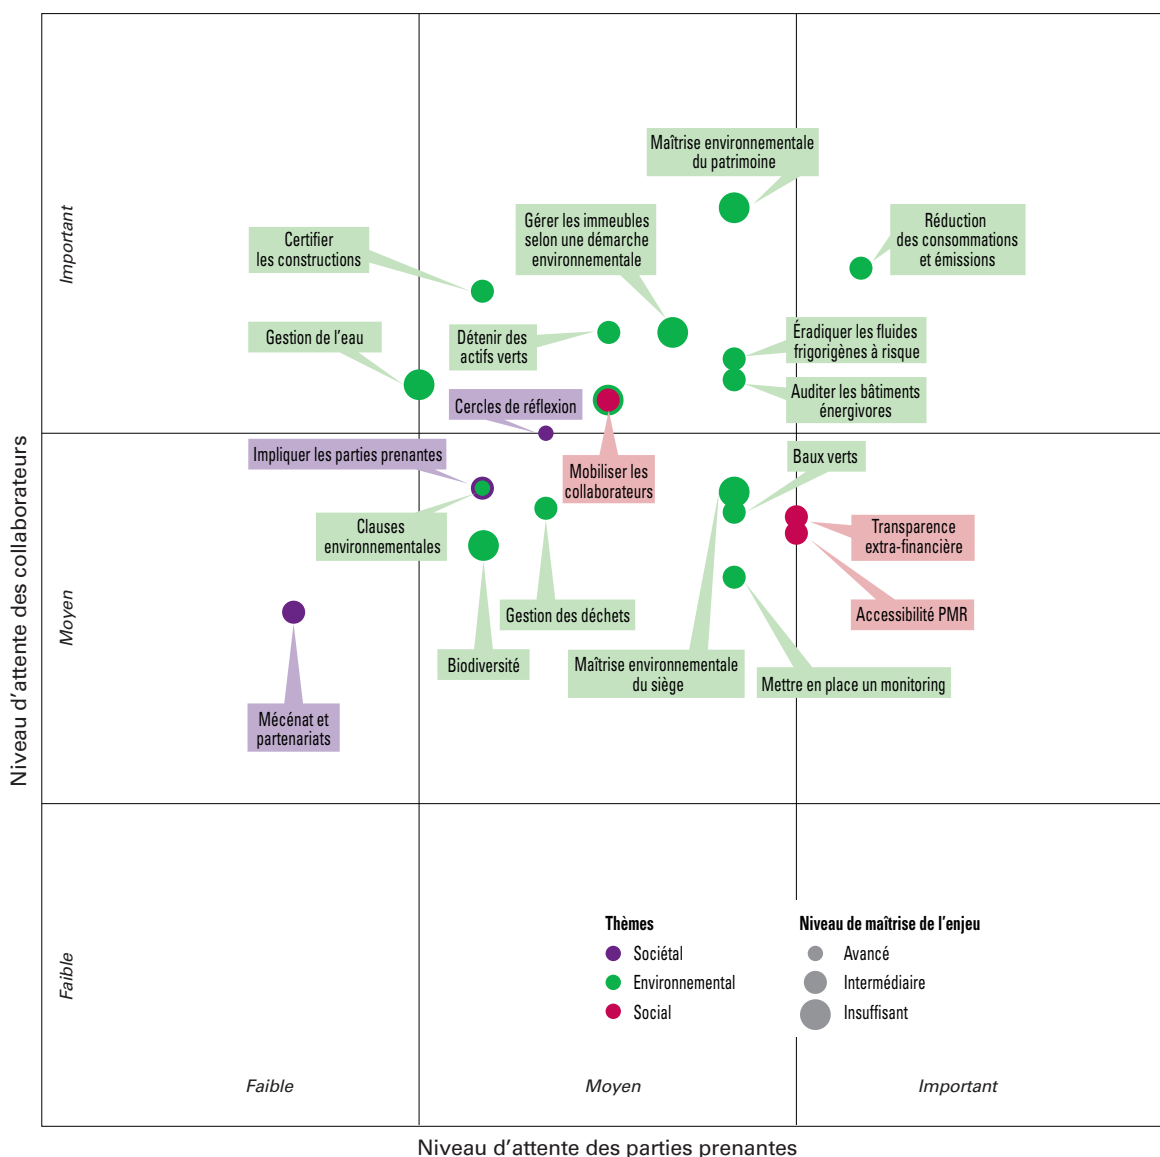 Maîtrise environnementale
du patrimoine
Gérer les immeubles
selon une démarche
environnementale
Réduction
des consommations
et émissions
Certifier
les constructions
Gestion de l’eau
Détenir des
actifs verts
Éradiquer les fluides
frigorigènes à risque
Auditer les bâtiments
énergivores
Cercles de réflexion
Impliquer les parties prenantes
Mobiliser les
collaborateurs
Baux verts
Clauses
environnementales
Transparence
extra-financière
Gestion des déchets
Accessibilité PMR
Biodiversité
Maîtrise environnementale
du siège
Mettre en place un monitoring
Mécénat et
partenariats
Niveau d’attente des collaborateurs
Important
Moyen
Faible
Thèmes
Sociétal
Environnemental
Social
Niveau de maîtrise de l’enjeu
Avancé
Intermédiaire
Insuffisant
Faible
Moyen
Important
Niveau d’attente des parties prenantes